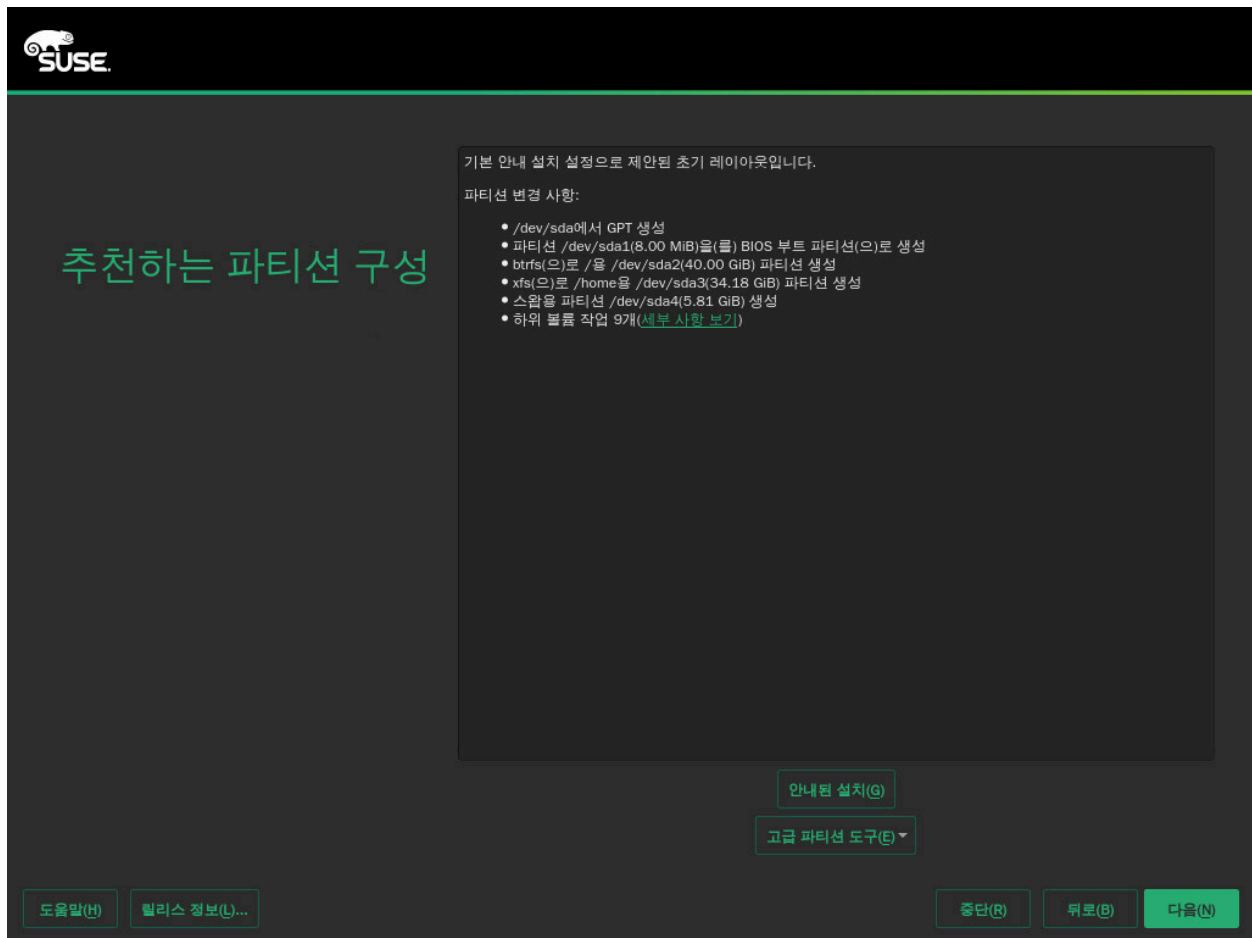 SUSE.
기본 안내 설치 설정으로 제안된 초기 레이아웃입니다.
파티션 변경 사항:
추천하는 파티션 구성
• /dev/sda에서 GPT 생성
• 파티션 /dev/sda1(8.00 MiB)을(를) BIOS 부트 파티션(으)로 생성
• btrfs(으)로 /용 /dev/sda2(40.00 GiB) 파티션 생성
• xfs(으)로 /home용 /dev/sda3(34.18 GiB) 파티션 생성
• 스왑용 파티션 /dev/sda4(5.81 GiB) 생성
• 하위 볼륨 작업 9개(세부 사항 보기)
안내된 설치(G)
고급 파티션 도구(E)
도움말(H) 릴리스 정보(L)... 중단(R) 뒤로(B) 다음(N)